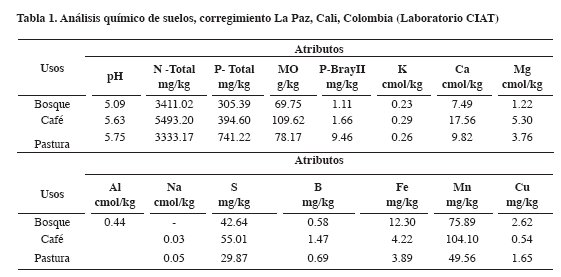 Tabla 1. Análisis químico de suelos, corregimiento La Paz, Cali, Colombia (Laboratorio CIAT)
Atributos
Usos pH N -Total mg/kg P- Total mg/kg MO g/kg P-BrayII mg/kg K cmol/kg Ca cmol/kg Mg cmol/kg
Bosque 5.09 3411.02 305.39 69.75 1.11 0.23 7.49 1.22
Café 5.63 5493.20 394.60 109.62 1.66 0.29 17.56 5.30
Pastura 5.75 3333.17 741.22 78.17 9.46 0.26 9.82 3.76
Atributos
Usos Al cmol/kg Na cmol/kg S mg/kg B mg/kg Fe mg/kg Mn mg/kg Cu mg/kg
Bosque 0.44 - 42.64 0.58 12.30 75.89 2.62
Café 0.03 55.01 1.47 4.22 104.10 0.54
Pastura 0.05 29.87 0.69 3.89 49.56 1.65